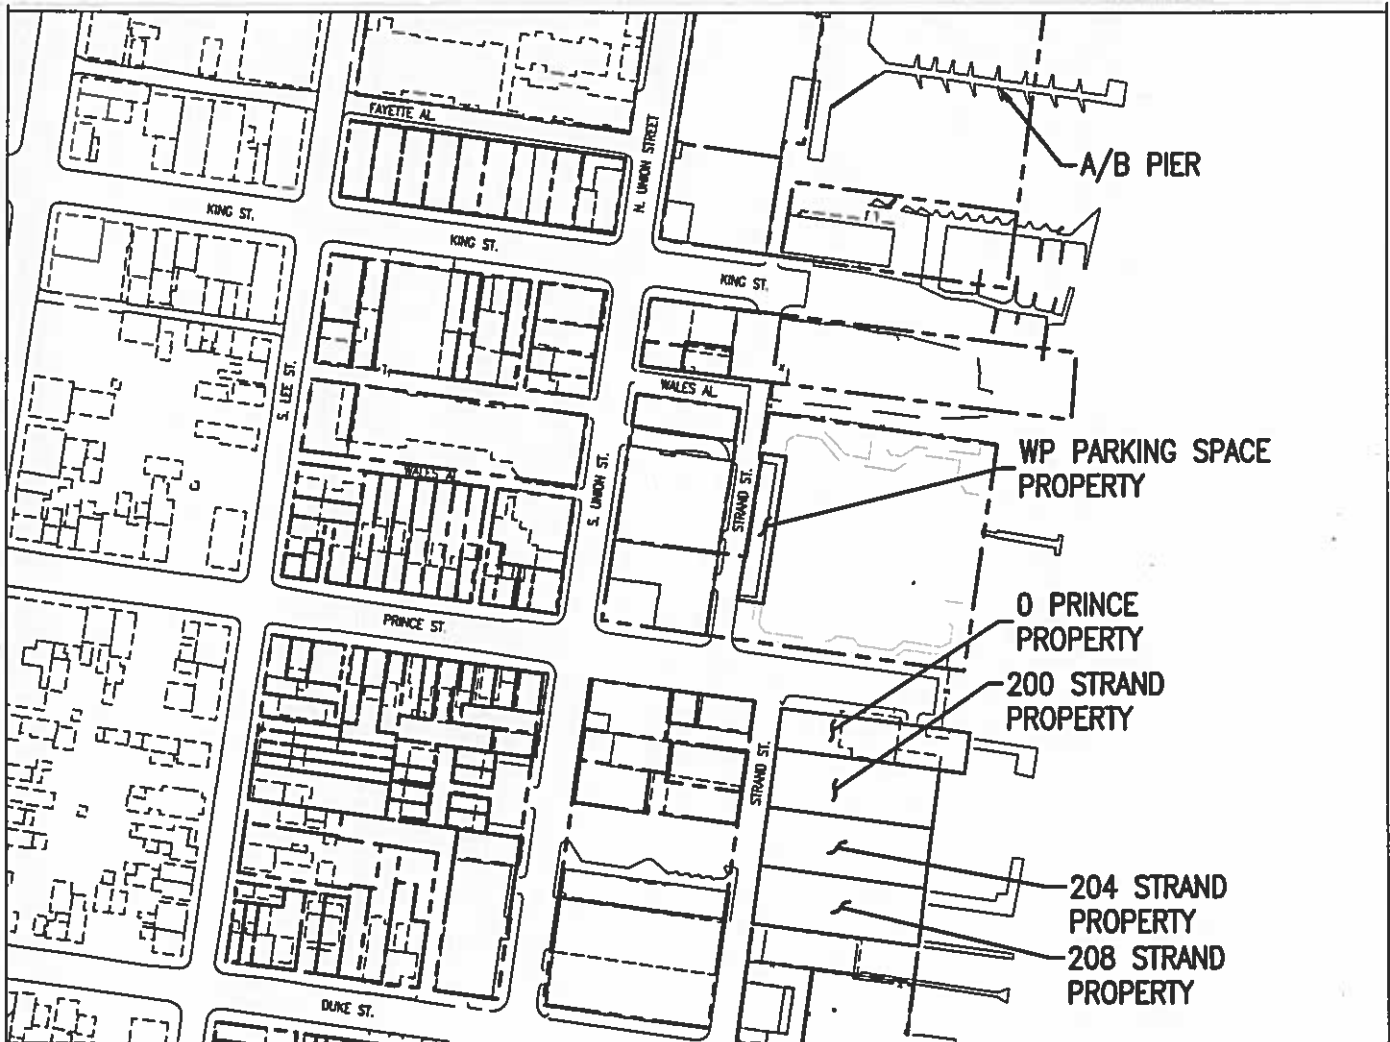 FAYETTE AL.
N. UNION STREET
A/B PIER
KING ST.
KING ST.
KING ST.
S. LEE ST.
WALES AL.
WP PARKING SPACE
PROPERTY
WALES Al
S. UNION ST.
STRAND ST.
PRINCE ST.
0 PRINCE
PROPERTY
200 STRAND
PROPERTY
STRAND ST.
204 STRAND
PROPERTY
208 STRAND
PROPERTY
DUKE ST.